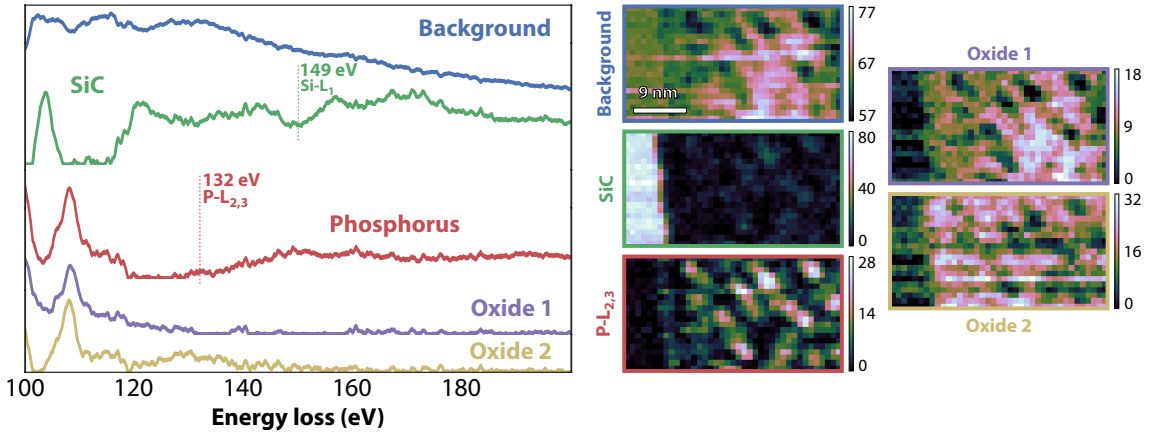 Background
SiC
149 eV
Si-L₁
132 eV
P-L₂,₃
Phosphorus
Oxide 1
Oxide 2
100 120 140 160 180
Energy loss (eV)
Background
9 nm
77
67
57
SiC
80
40
0
P-L₂,₃
28
14
0
Oxide 1
18
9
0
32
16
0
Oxide 2